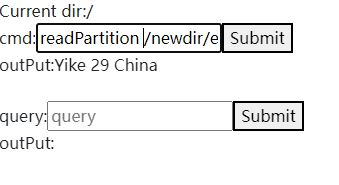 Current dir:/
cmd: readPartition /newdir/e Submit
outPut:Yike 29 China
query: query Submit
outPut: